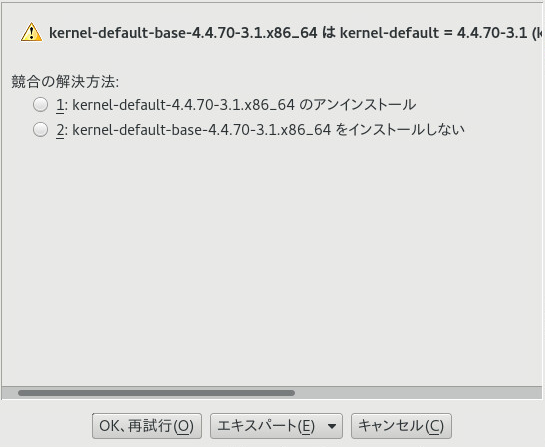 kernel-default-base-4.4.70-3.1.x86_64 は kernel-default = 4.4.70-3.1 (k
競合の解決方法:
1: kernel-default-4.4.70-3.1.x86_64 のアンインストール
2: kernel-default-base-4.4.70-3.1.x86_64 をインストールしない
OK、再試行(O) エキスパート(E) キャンセル(C)